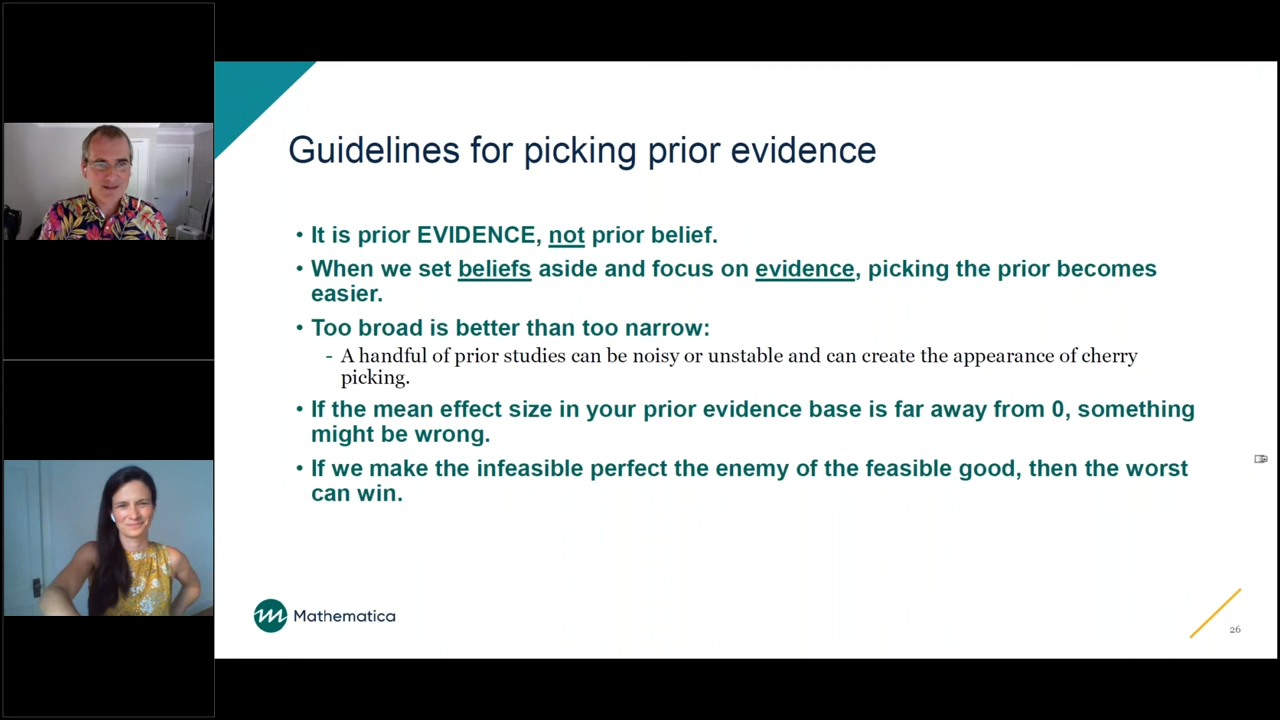 Guidelines for picking prior evidence
• It is prior EVIDENCE, not prior belief.
• When we set beliefs aside and focus on evidence, picking the prior becomes
easier.
• Too broad is better than too narrow:
- A handful of prior studies can be noisy or unstable and can create the appearance of cherry
picking.
• If the mean effect size in your prior evidence base is far away from 0, something
might be wrong.
• If we make the infeasible perfect the enemy of the feasible good, then the worst
can win.
Mathematica
26